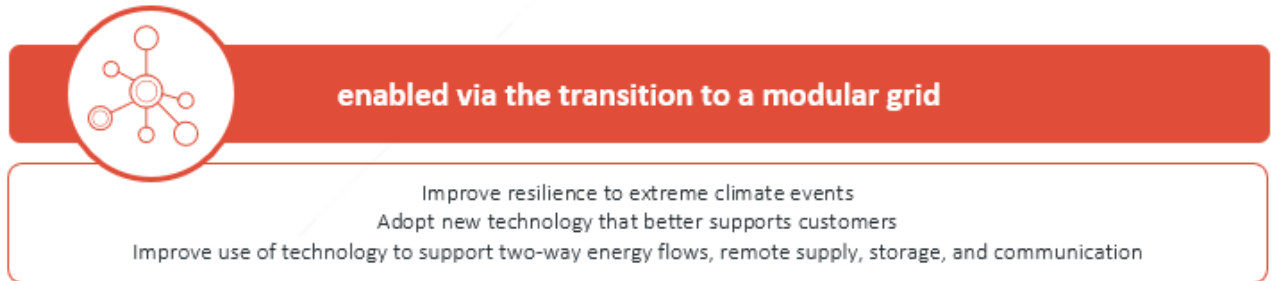 enabled via the transition to a modular grid
Improve resilience to extreme climate events
Adopt new technology that better supports customers
Improve use of technology to support two-way energy flows, remote supply, storage, and communication